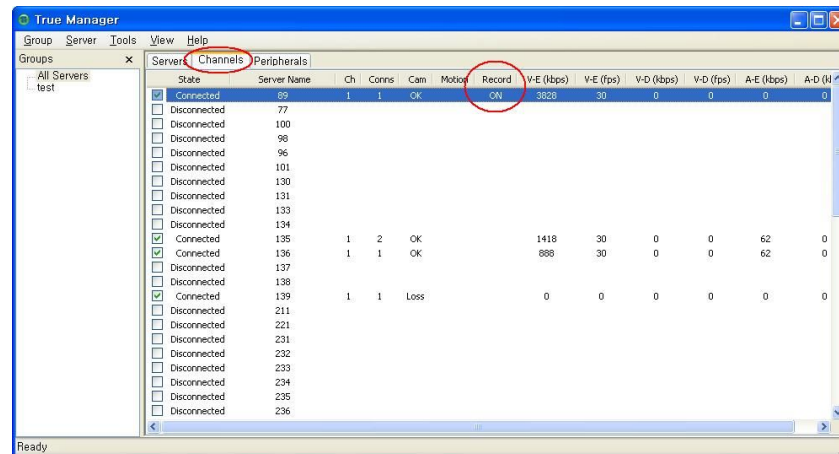 True Manager
Group Server Tools View Help
Groups x Servers Channels Peripherals
All Servers
test
State Server Name Ch Conns Cam Motion Record V-E (kbps) V-E (fps) V-D (kbps) V-D (fps) A-E (kbps) A-D (kl
Connected 89 1 1 OK ON 3828 30 0 0 0 0
Disconnected 77
Disconnected 100
Disconnected 98
Disconnected 96
Disconnected 101
Disconnected 130
Disconnected 131
Disconnected 133
Disconnected 134
Connected 135 1 2 OK 1418 30 0 0 62 0
Connected 136 1 1 OK 888 30 0 0 62 0
Disconnected 137
Disconnected 138
Connected 139 1 1 Loss 0 0 0 0 0 0
Disconnected 211
Disconnected 221
Disconnected 231
Disconnected 232
Disconnected 233
Disconnected 234
Disconnected 235
Disconnected 236
Ready